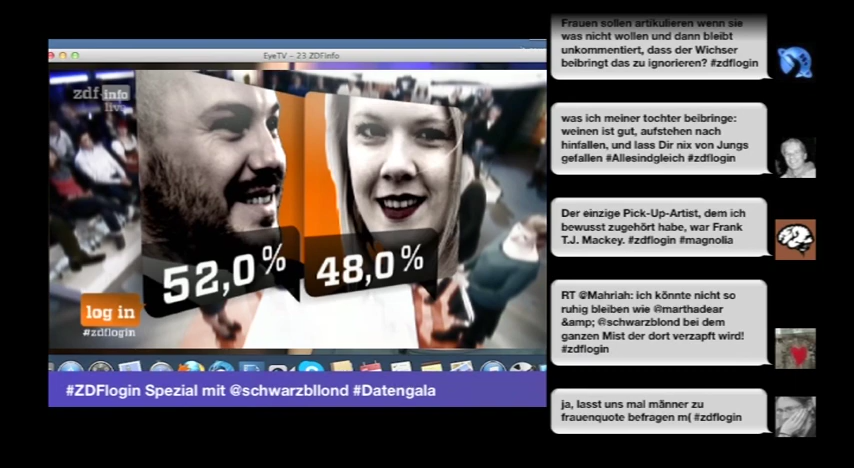 EyeTV – 23 ZDFinfo
zdf info
live
52,0%
48,0%
log in
#zdflogin
#ZDFlogin Spezial mit @schwarzbllond #Datengala
Frauen sollen artikulieren wenn sie
was nicht wollen und dann bleibt
unkommentiert, dass der Wichser
beibringt das zu ignorieren? #zdflogin
was ich meiner tochter beibringe:
weinen ist gut, aufstehen nach
hinfallen, und lass Dir nix von Jungs
gefallen #Allesindgleich #zdflogin
Der einzige Pick-Up-Artist, dem ich
bewusst zugehört habe, war Frank
T.J. Mackey. #zdflogin #magnolia
RT @Mahriah: ich könnte nicht so
ruhig bleiben wie @marthadear
&amp; @schwarzblond bei dem
ganzen Mist der dort verzapft wird!
#zdflogin
ja, lasst uns mal männer zu
frauenquote befragen m( #zdflogin